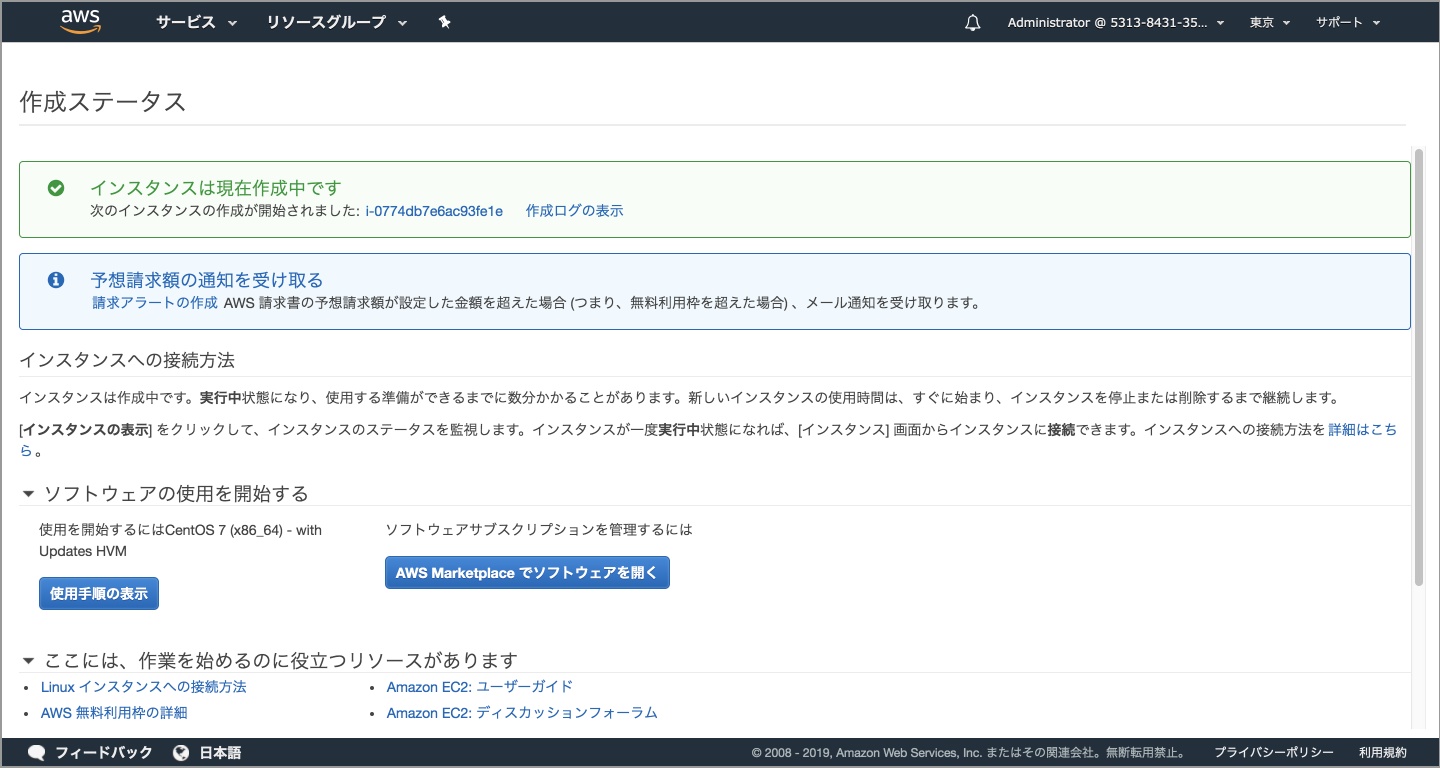 aws サービス リソースグループ Administrator @ 5313-8431-35... 東京 サポート
作成ステータス
インスタンスは現在作成中です
次のインスタンスの作成が開始されました: i-0774db7e6ac93fe1e 作成ログの表示
予想請求額の通知を受け取る
請求アラートの作成 AWS 請求書の予想請求額が設定した金額を超えた場合 (つまり、無料利用枠を超えた場合) 、メール通知を受け取ります。
インスタンスへの接続方法
インスタンスは作成中です。実行中状態になり、使用する準備ができるまでに数分かかることがあります。新しいインスタンスの使用時間は、すぐに始まり、インスタンスを停止または削除するまで継続します。
[インスタンスの表示] をクリックして、インスタンスのステータスを監視します。インスタンスが一度実行中状態になれば、[インスタンス] 画面からインスタンスに接続できます。インスタンスへの接続方法を 詳細はこち
ら 。
ソフトウェアの使用を開始する
使用を開始するにはCentOS 7 (x86_64) - with
Updates HVM
使用手順の表示
ソフトウェアサブスクリプションを管理するには
AWS Marketplace でソフトウェアを開く
ここには、作業を始めるのに役立つリソースがあります
• Linux インスタンスへの接続方法
• AWS 無料利用枠の詳細
• Amazon EC2: ユーザーガイド
• Amazon EC2: ディスカッションフォーラム
フィードバック 日本語 © 2008 - 2019, Amazon Web Services, Inc. またはその関連会社。無断転用禁止。 プライバシーポリシー 利用規約